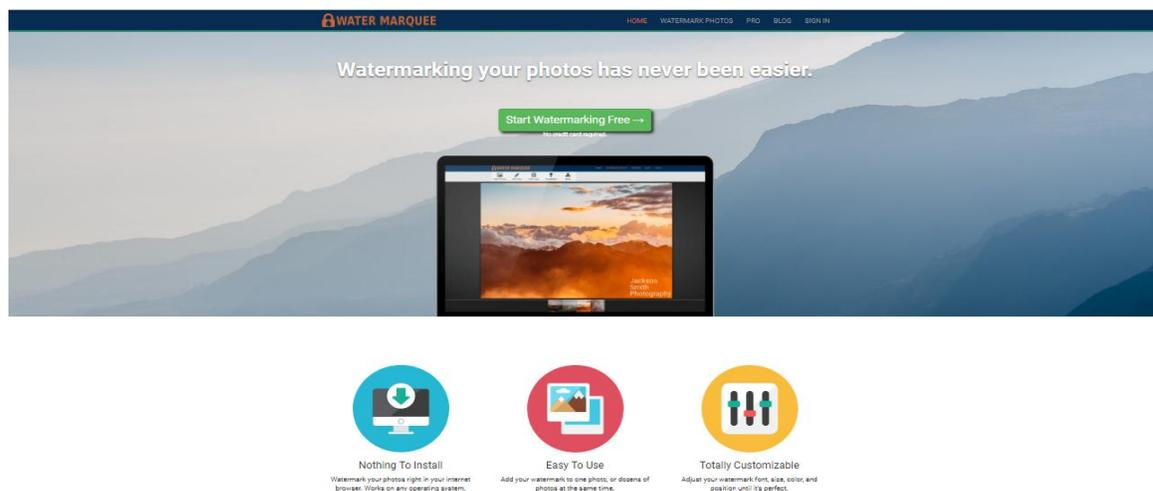 WATER MARQUEE
HOME WATERMARK PHOTOS PRO BLOG SIGN IN
Watermarking your photos has never been easier.
Start Watermarking Free →
No credit card required.
WATER MARQUEE
Jackson
Smith
Photography
Nothing To Install
Easy To Use
Totally Customizable
Watermark your photos right in your internet
browser. Works on any operating system.
Add your watermark to one photo, or dozens of
photos at the same time.
Adjust your watermark font, size, color, and
position until it's perfect.